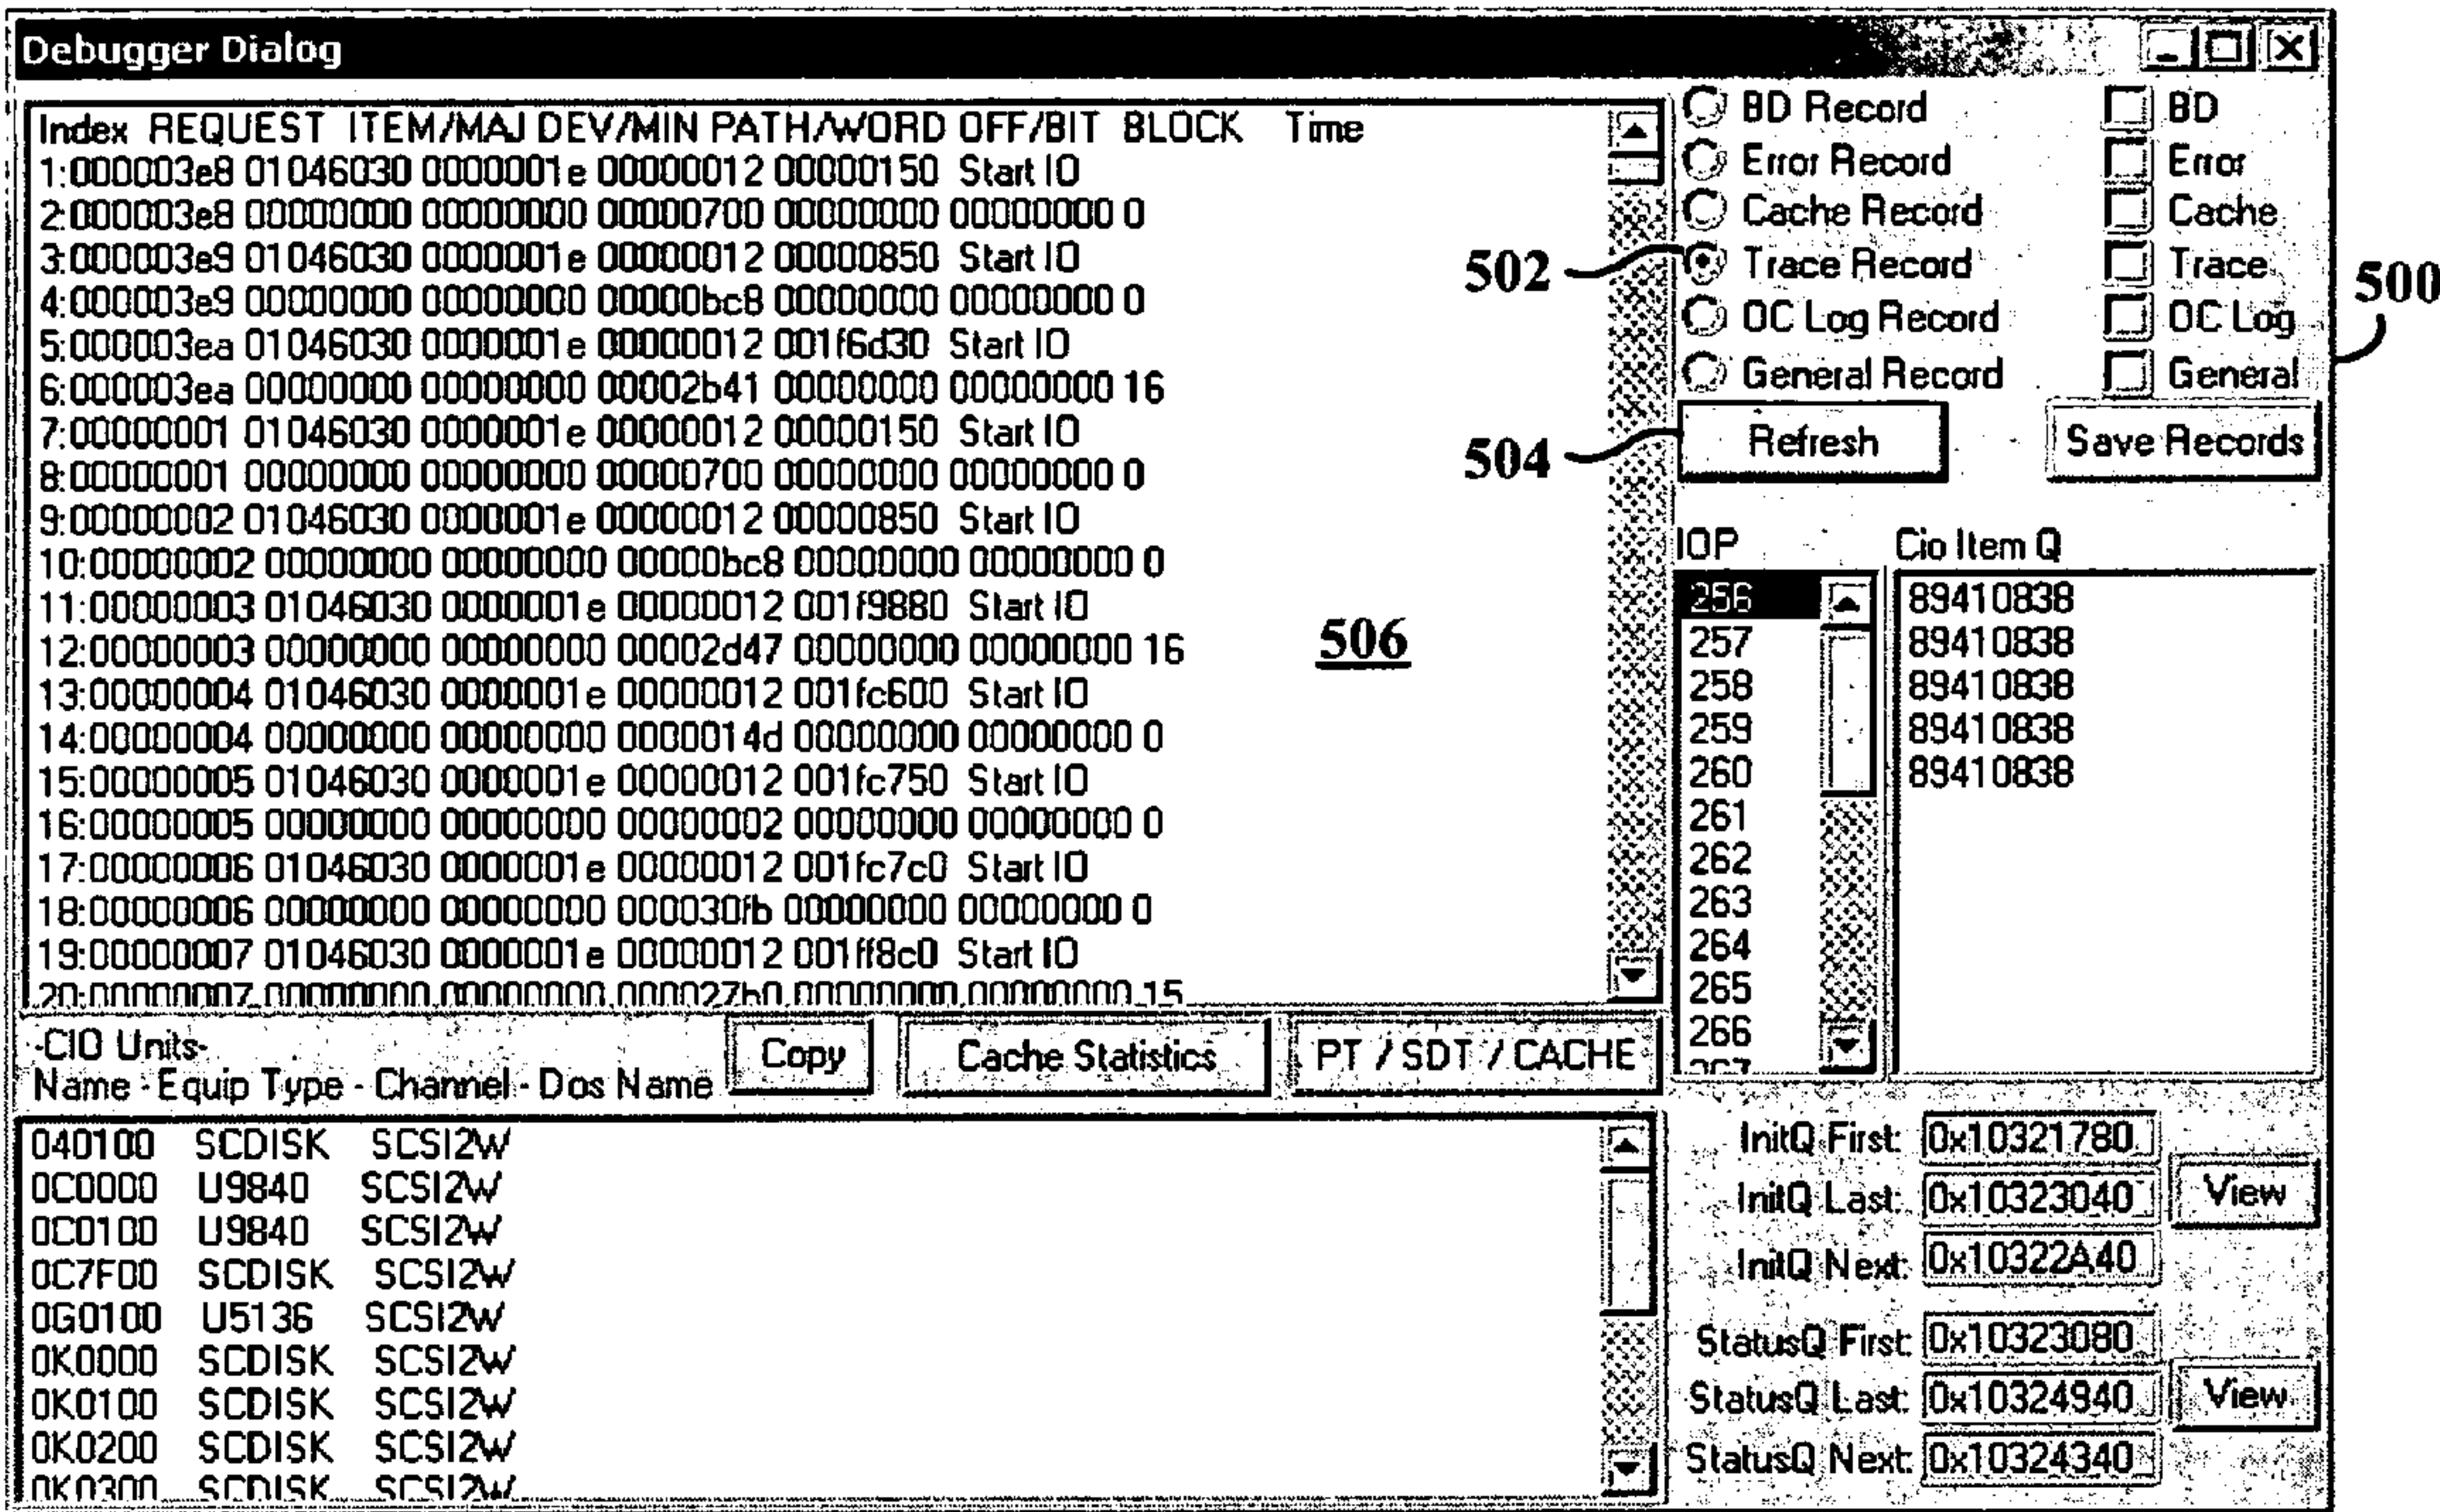 Debugger Dialog
Index REQUEST ITEM/MAJ DEV/MIN PATH/WORD OFF/BIT BLOCK Time
1:000003e8 01046030 0000001e 00000012 00000150 Start IO
2:000003e8 00000000 00000000 00000700 00000000 00000000 0
3:000003e9 01046030 0000001e 00000012 00000850 Start IO
4:000003e9 00000000 00000000 00000bc8 00000000 00000000 0
5:000003ea 01046030 0000001e 00000012 001f6d30 Start IO
6:000003ea 00000000 00000000 00002b41 00000000 00000000 16
7:00000001 01046030 0000001e 00000012 00000150 Start IO
8:00000001 00000000 00000000 00000700 00000000 00000000 0
9:00000002 01046030 0000001e 00000012 00000850 Start IO
10:00000002 00000000 00000000 00000bc8 00000000 00000000 0
11:00000003 01046030 0000001e 00000012 001f9880 Start IO
12:00000003 00000000 00000000 00002d47 00000000 00000000 16
13:00000004 01046030 0000001e 00000012 001fc600 Start IO
14:00000004 00000000 00000000 0000014d 00000000 00000000 0
15:00000005 01046030 0000001e 00000012 001fc750 Start IO
16:00000005 00000000 00000000 00000002 00000000 00000000 0
17:00000006 01046030 0000001e 00000012 001fc7c0 Start IO
18:00000006 00000000 00000000 000030fb 00000000 00000000 0
19:00000007 01046030 0000001e 00000012 001ff8c0 Start IO
20:00000007 00000000 00000000 000027b0 00000000 00000000 15
506
BD Record
Error Record
Cache Record
502
Trace Record
OC Log Record
General Record
BD
Error
Cache
Trace
OC Log
General
500
504
Refresh
Save Records
IOP
256
257
258
259
260
261
262
263
264
265
266
267
Cio Item Q
89410838
89410838
89410838
89410838
89410838
-CIO Units-
Name - Equip Type - Channel - Dos Name
Copy
Cache Statistics
PT / SDT / CACHE
040100 SCDISK SCSI2W
0C0000 U9840 SCSI2W
0C0100 U9840 SCSI2W
0C7F00 SCDISK SCSI2W
0G0100 U5136 SCSI2W
0K0000 SCDISK SCSI2W
0K0100 SCDISK SCSI2W
0K0200 SCDISK SCSI2W
0K0300 SCDISK SCSI2W
InitQ First: 0x10321780
InitQ Last: 0x10323040
InitQ Next: 0x10322A40
View
StatusQ First: 0x10323080
StatusQ Last: 0x10324940
StatusQ Next: 0x10324340
View